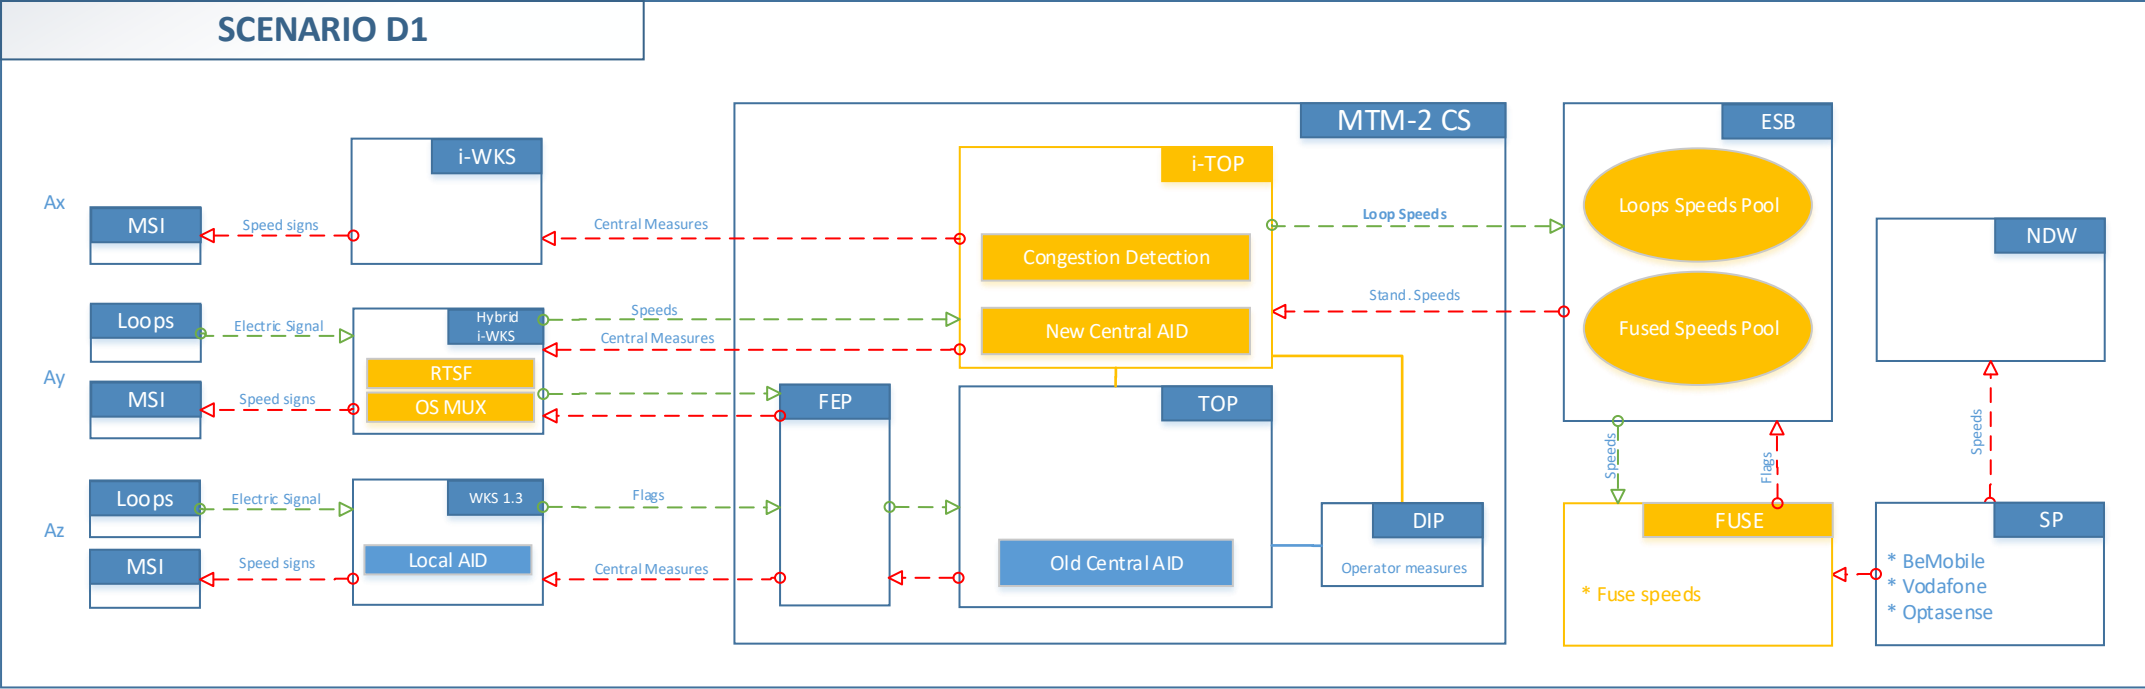 SCENARIO D1
MTM-2 CS
ESB
i-WKS
i-TOP
Ax
MSI
Speed signs
Central Measures
Loop Speeds
Loops Speeds Pool
NDW
Congestion Detection
Stand. Speeds
Loops
Electric Signal
Hybrid
i-WKS
Speeds
Central Measures
New Central AID
Fused Speeds Pool
Ay
RTSF
MSI
Speed signs
OS MUX
FEP
TOP
Speeds
Flags
Speeds
Loops
Electric Signal
WKS 1.3
Flags
DIP
FUSE
SP
Az
MSI
Speed signs
Local AID
Central Measures
Old Central AID
Operator measures
* Fuse speeds
* BeMobile
* Vodafone
* Optasense